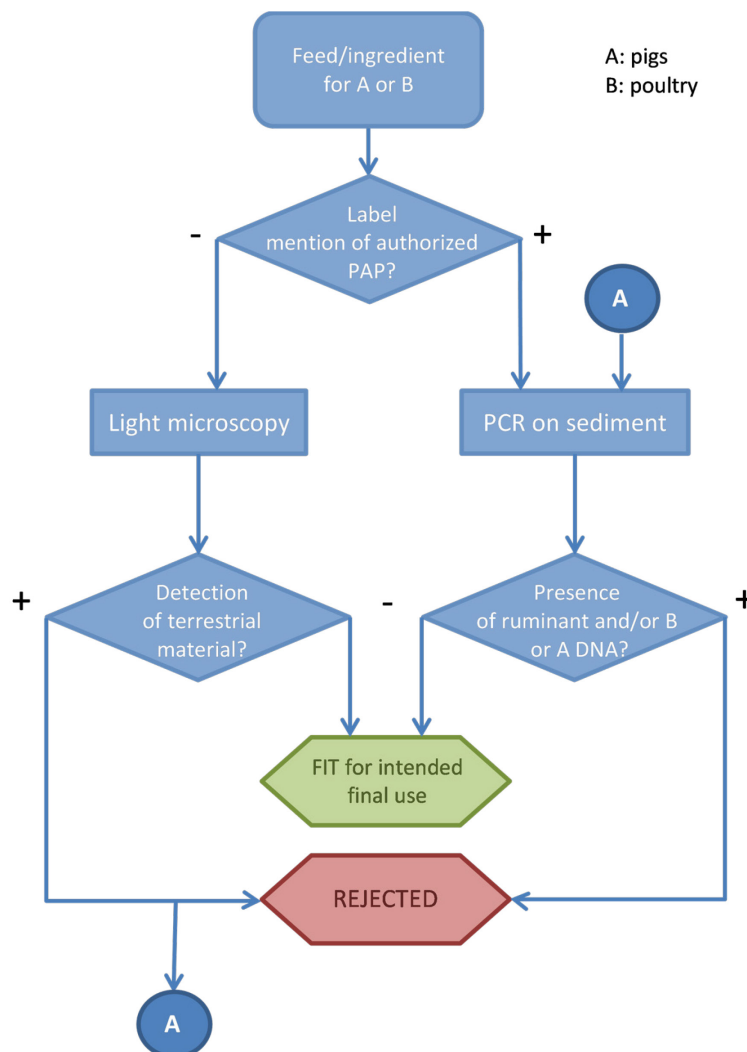 Feed/ingredient
for A or B
A: pigs
B: poultry
Label
mention of authorized
PAP?
-
+
A
Light microscopy
PCR on sediment
+
Detection
of terrestrial
material?
-
Presence
of ruminant and/or B
or A DNA?
+
FIT for intended
final use
REJECTED
A